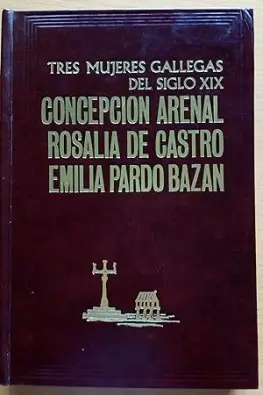 TRES MUJERES GALLEGAS
DEL SIGLO XIX
CONCEPCION ARENAL
ROSALIA DE CASTRO
EMILIA PARDO BAZAN